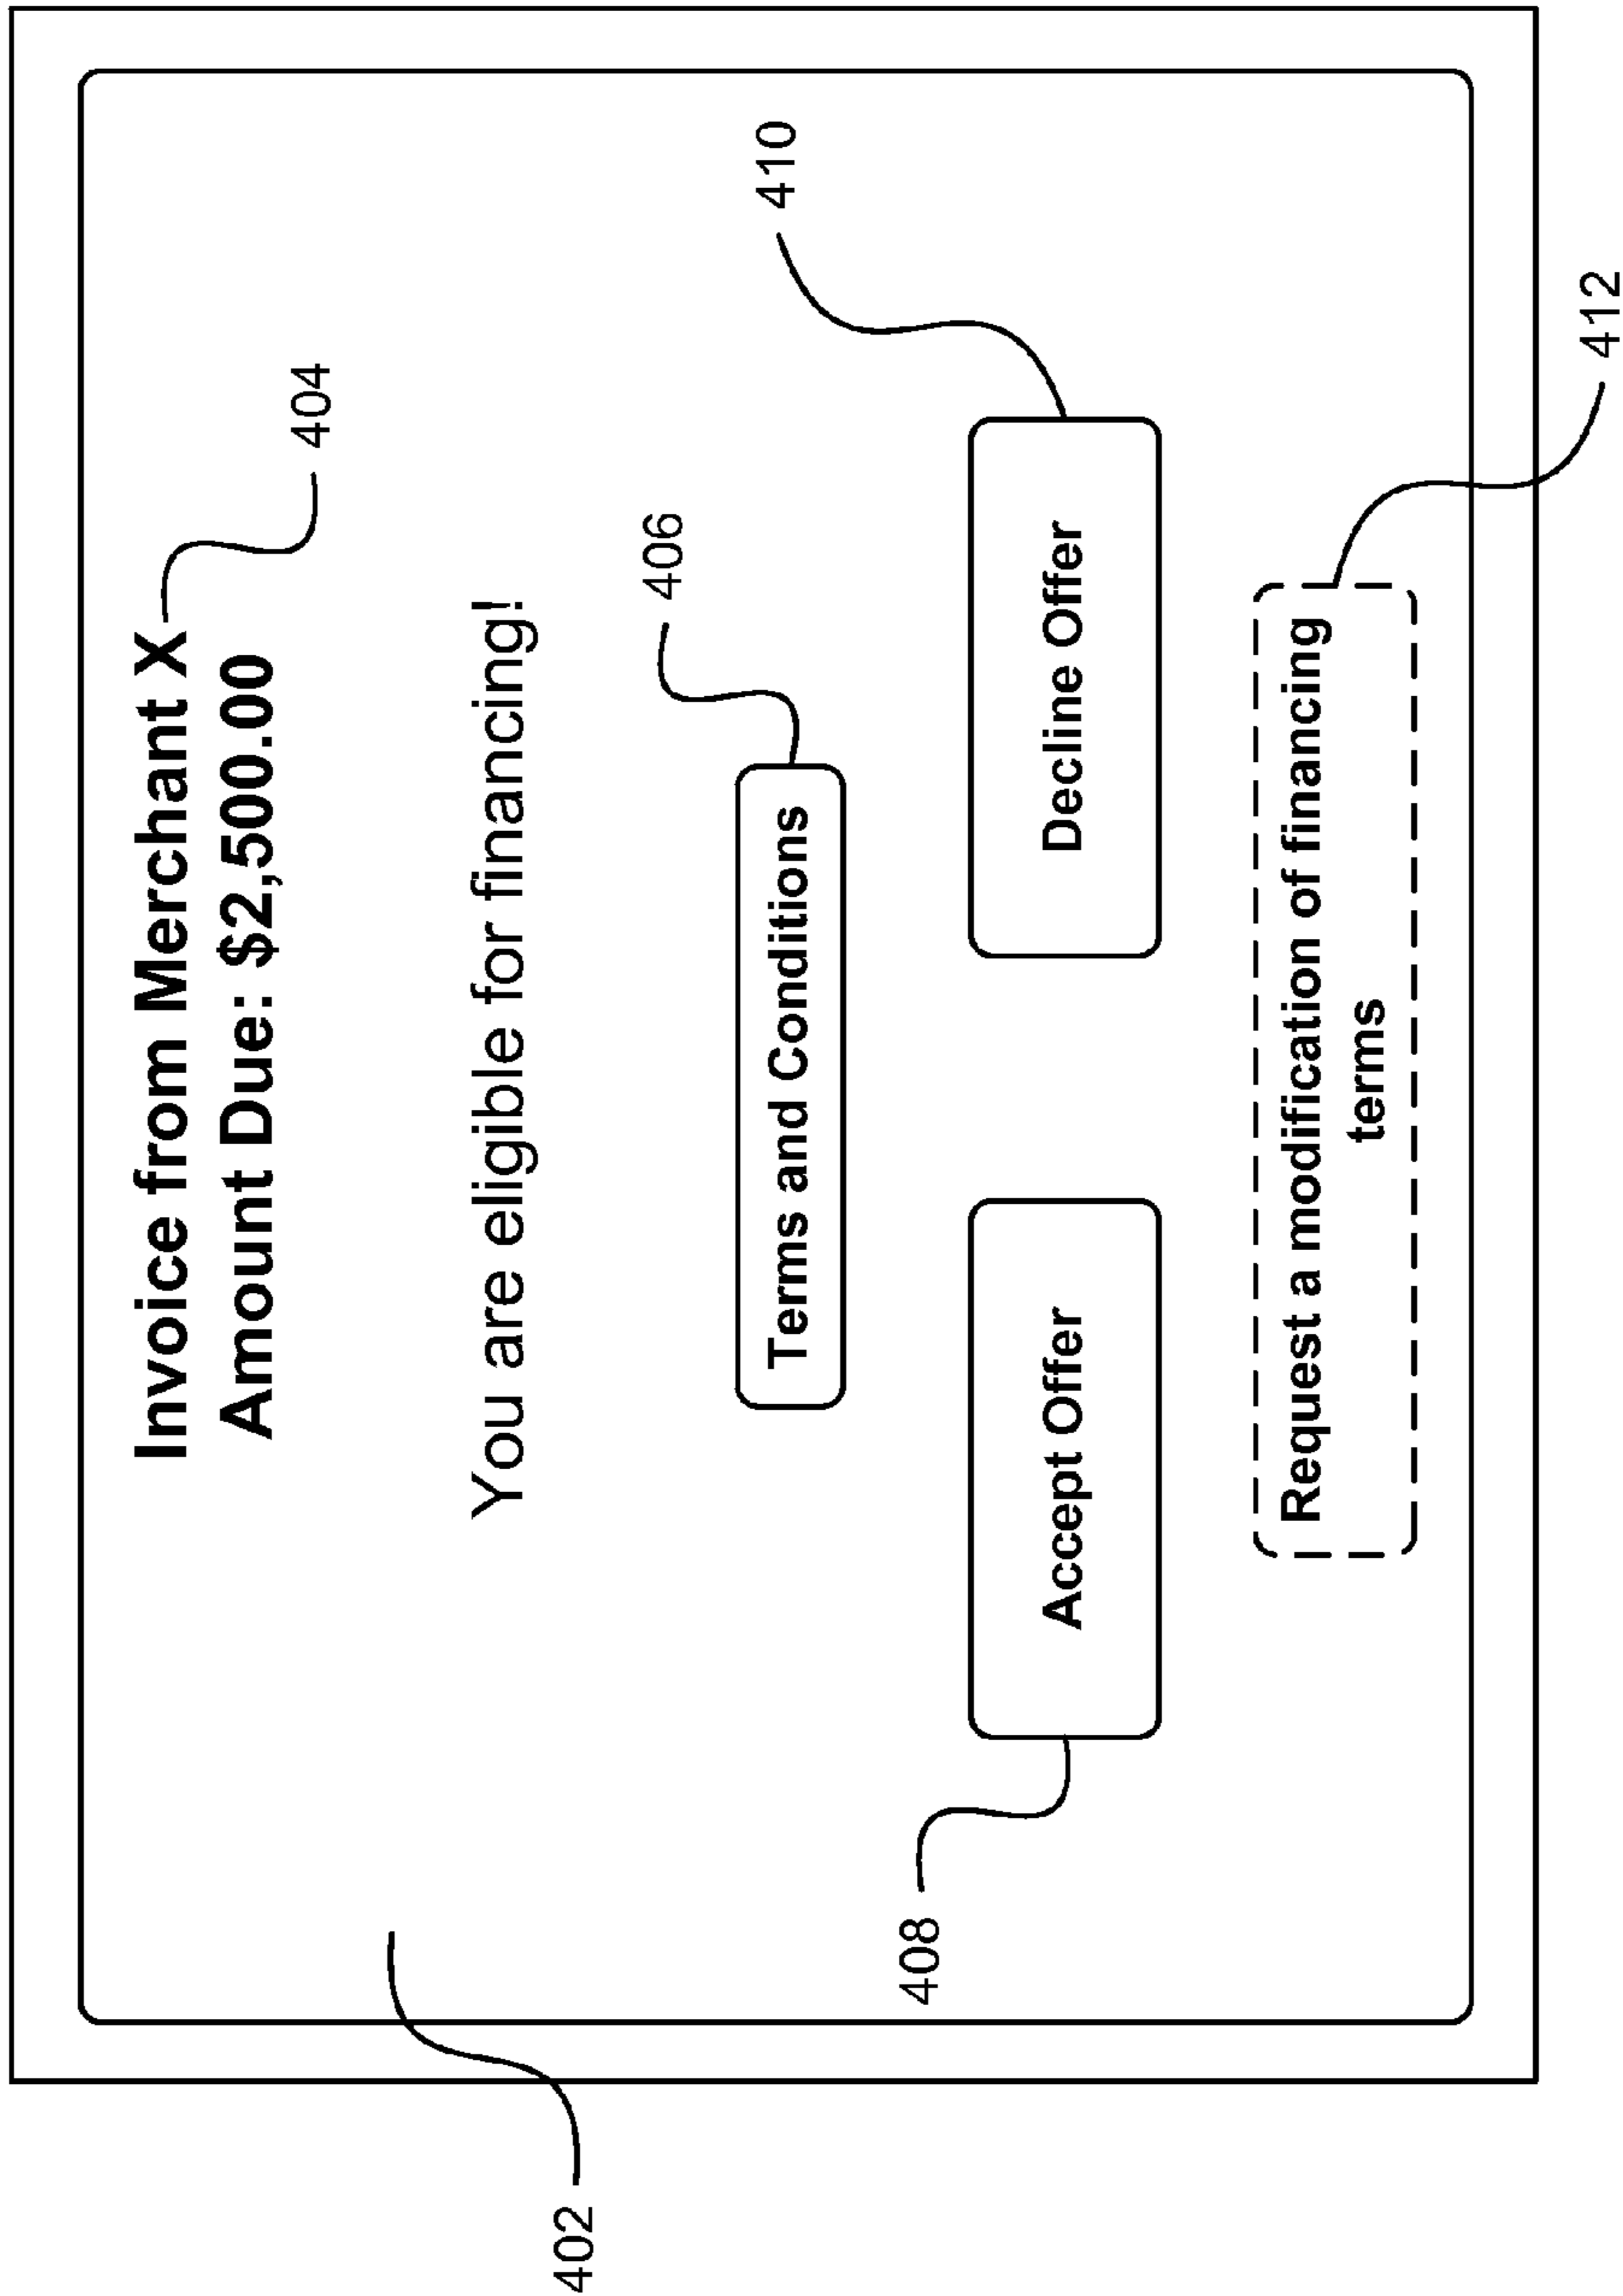 Invoice from Merchant X
404
Amount Due: $2,500.00
402
You are eligible for financing!
406
Terms and Conditions
410
408
Accept Offer
Decline Offer
Request a modification of financing
terms
412